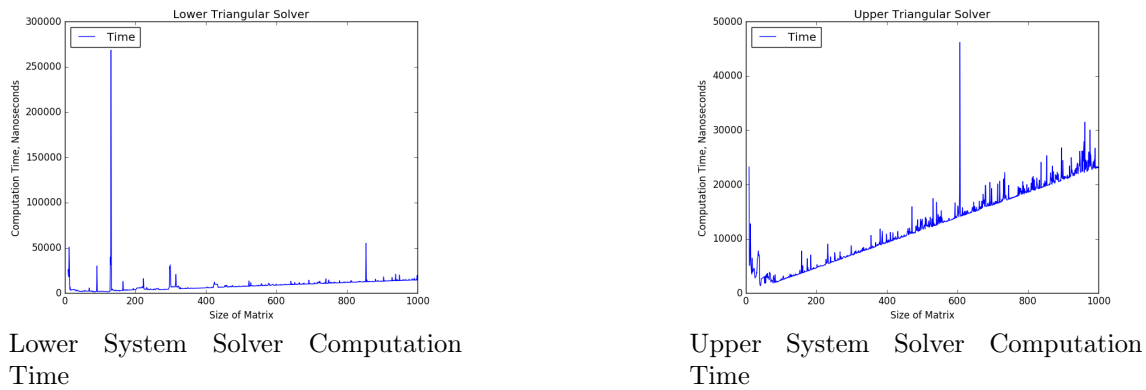 Lower Triangular Solver
300000
250000
200000
150000
100000
50000
0
Computation Time, Nanoseconds
Time
0 200 400 600 800 1000
Size of Matrix
Lower System Solver Computation
Time
Upper Triangular Solver
50000
40000
30000
20000
10000
0
Computation Time, Nanoseconds
Time
0 200 400 600 800 1000
Size of Matrix
Upper System Solver Computation
Time